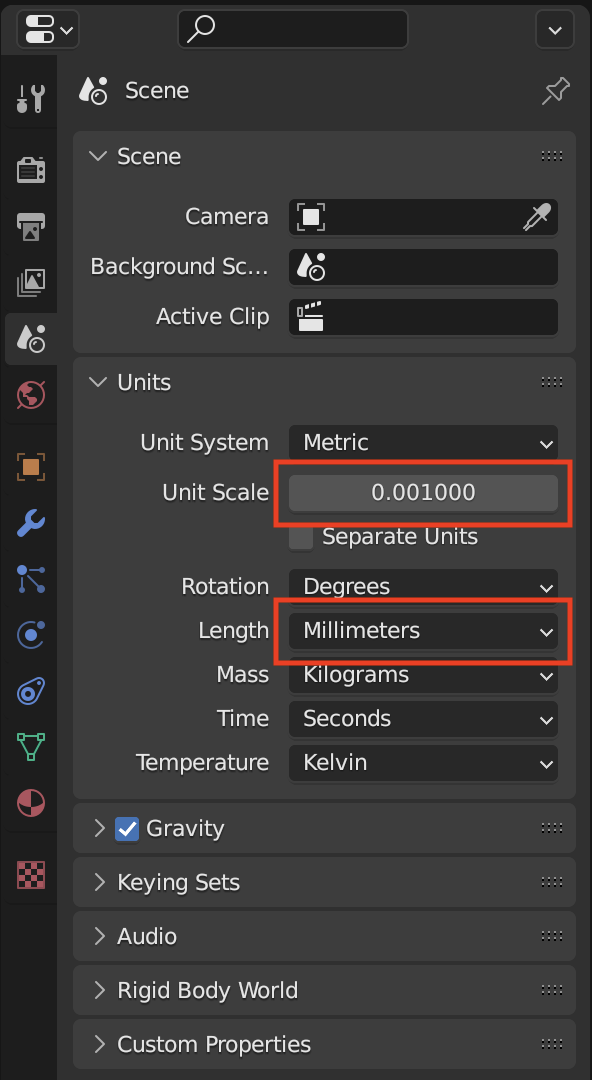 Scene
Scene
Camera
Background Sc...
Active Clip
Units
Unit System Metric
Unit Scale 0.001000
Separate Units
Rotation Degrees
Length Millimeters
Mass Kilograms
Time Seconds
Temperature Kelvin
Gravity
Keying Sets
Audio
Rigid Body World
Custom Properties